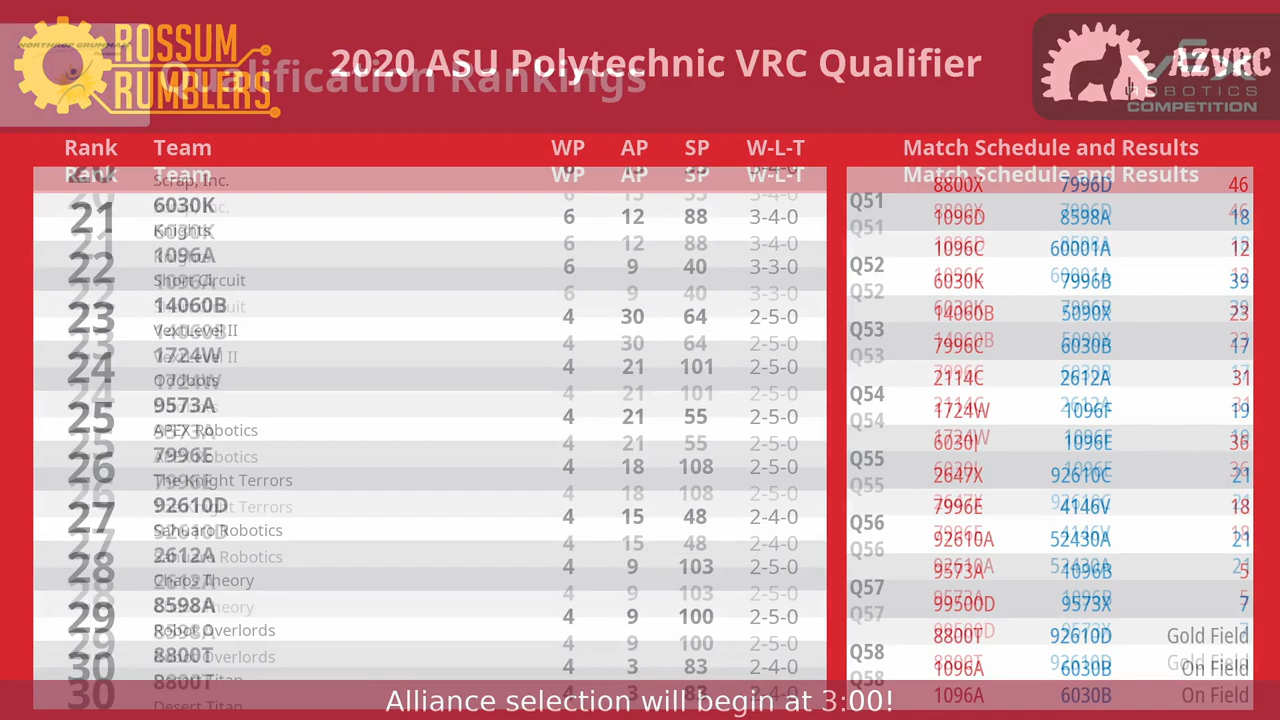 NORTHROP GRUMMAN
ROSSUM RUMBLERS
2020 ASU Polytechnic VRC Qualifier
Qualification Rankings
AZVRC
ROBOTICS
COMPETITION
Rank Team WP AP SP W-L-T
Match Schedule and Results
Scrap, Inc.
21 6030K Knights 6 12 88 3-4-0
22 1096A Short Circuit 6 9 40 3-3-0
23 14060B Vex Level II 4 30 64 2-5-0
24 1724W Oddbots 4 21 101 2-5-0
25 9573A APEX Robotics 4 21 55 2-5-0
26 7996E The Knight Terrors 4 18 108 2-5-0
27 92610D Sahuaro Robotics 4 15 48 2-4-0
28 2612A Chaos Theory 4 9 103 2-5-0
29 8598A Robot Overlords 4 9 100 2-5-0
30 8800T Desert Titan 4 3 83 2-4-0
Q51 8800X 7996D 46
1096D 8598A 18
Q52 1096C 60001A 12
6030K 7996B 39
Q53 14060B 5090X 23
7996C 6030B 17
Q54 2114C 2612A 31
1724W 1096F 19
Q55 6030J 1096E 36
2647X 92610C 21
Q56 7996E 4146V 18
92610A 52430A 21
Q57 9573A 1096B 5
99500D 9573X 7
Q58 8800T 92610D Gold Field
1096A 6030B On Field
Alliance selection will begin at 3:00!